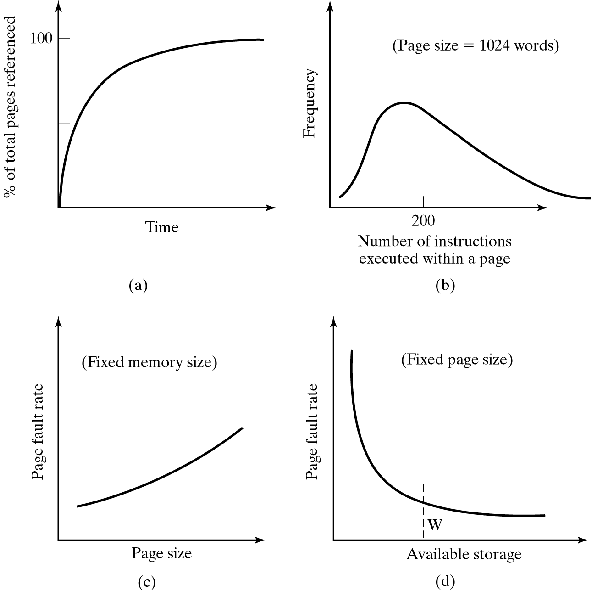 % of total pages referenced
100
Time
(a)
Frequency
(Page size = 1024 words)
200
Number of instructions
executed within a page
(b)
Page fault rate
(Fixed memory size)
Page size
(c)
Page fault rate
(Fixed page size)
W
Available storage
(d)